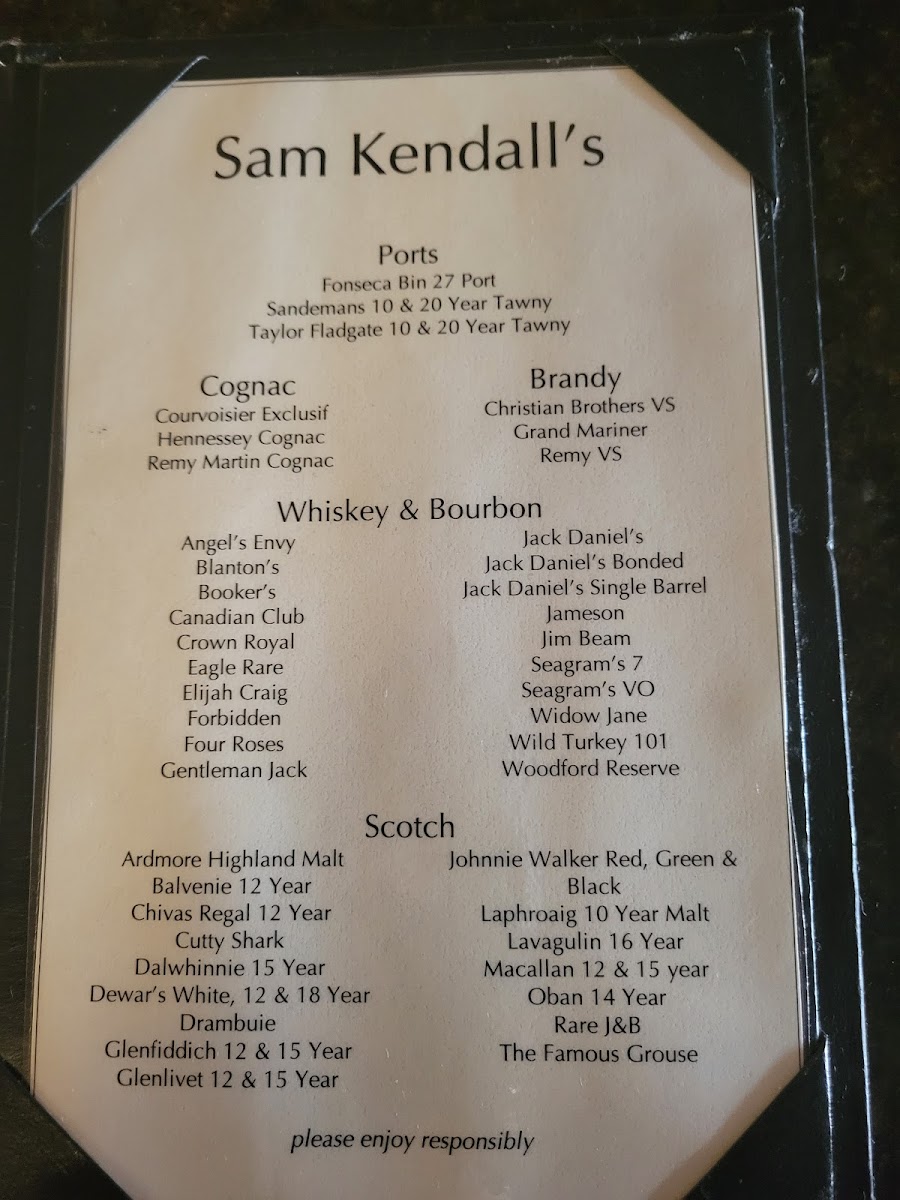 Sam Kendall's
Ports
Fonseca Bin 27 Port
Sandemans 10 & 20 Year Tawny
Taylor Fladgate 10 & 20 Year Tawny
Cognac
Courvoisier Exclusif
Hennessey Cognac
Remy Martin Cognac
Brandy
Christian Brothers VS
Grand Mariner
Remy VS
Whiskey & Bourbon
Angel's Envy
Blanton's
Booker's
Canadian Club
Crown Royal
Eagle Rare
Elijah Craig
Forbidden
Four Roses
Gentleman Jack
Jack Daniel's
Jack Daniel's Bonded
Jack Daniel's Single Barrel
Jameson
Jim Beam
Seagram's 7
Seagram's VO
Widow Jane
Wild Turkey 101
Woodford Reserve
Scotch
Ardmore Highland Malt
Balvenie 12 Year
Chivas Regal 12 Year
Cutty Shark
Dalwhinnie 15 Year
Dewar's White, 12 & 18 Year
Drambuie
Glenfiddich 12 & 15 Year
Glenlivet 12 & 15 Year
Johnnie Walker Red, Green &
Black
Laphroaig 10 Year Malt
Lavagulin 16 Year
Macallan 12 & 15 year
Oban 14 Year
Rare J&B
The Famous Grouse
please enjoy responsibly